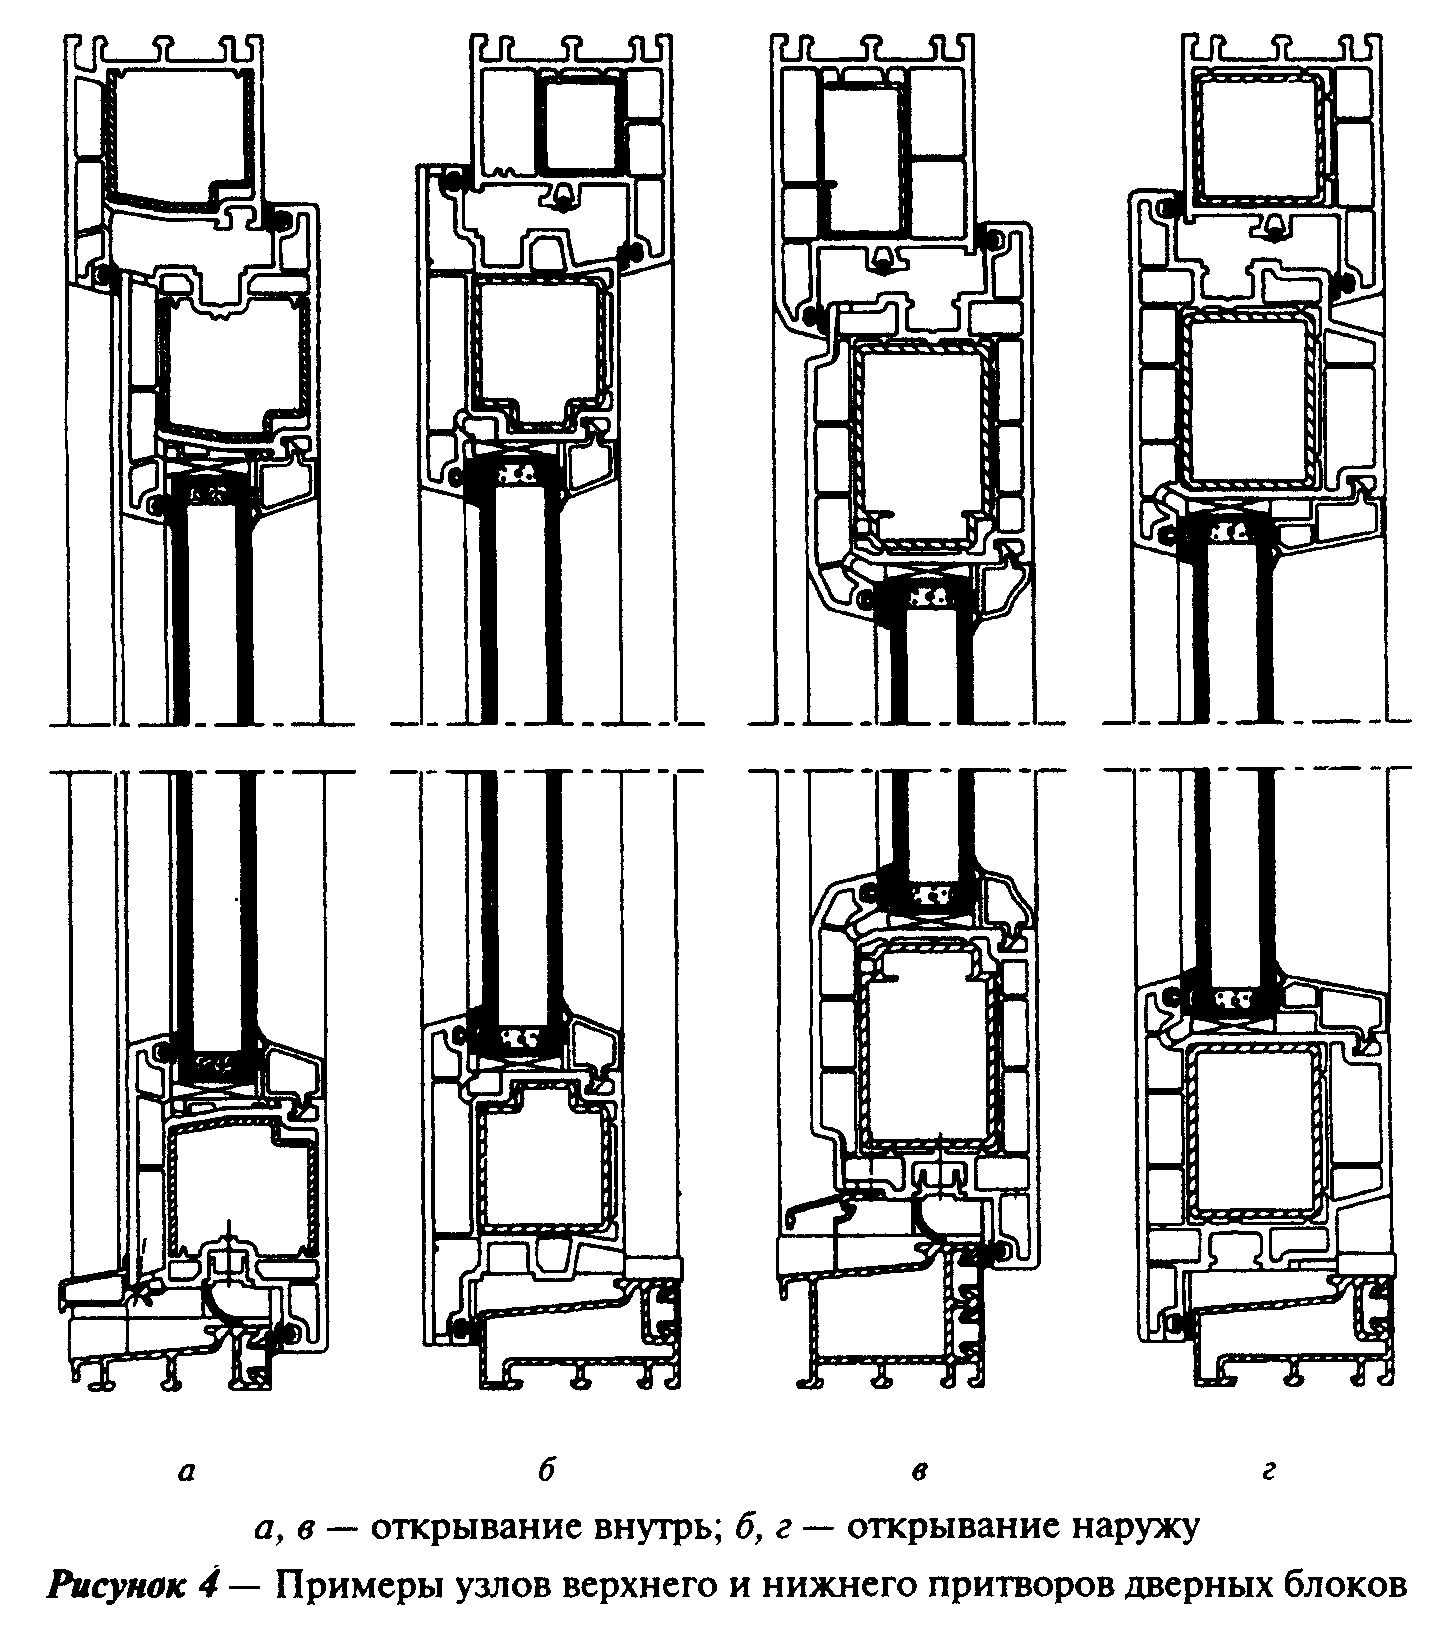 а б в г
а, в — открывание внутрь; б, г — открывание наружу
Рисунок 4 — Примеры узлов верхнего и нижнего притворов дверных блоков